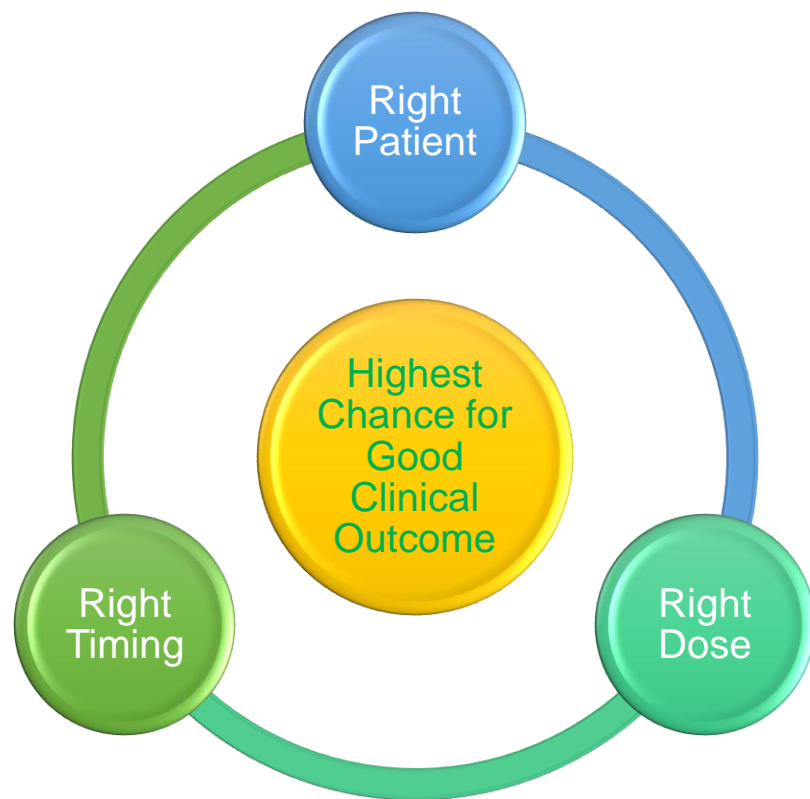 Right
Patient
Highest
Chance for
Good
Clinical
Outcome
Right
Timing
Right
Dose